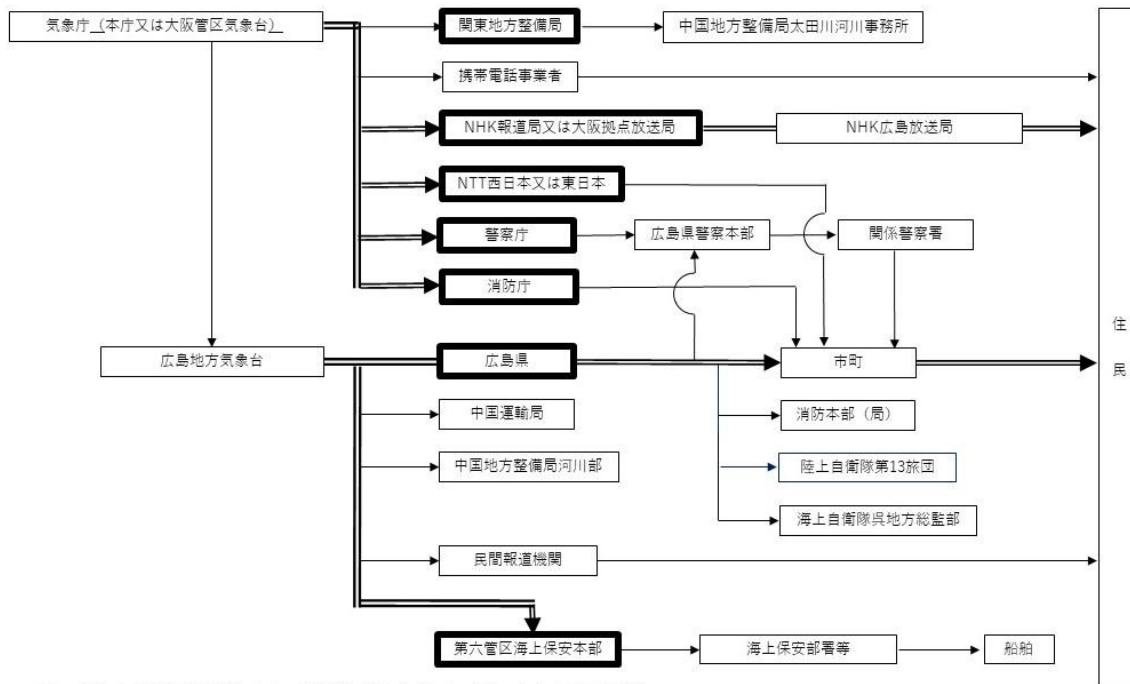 気象庁（本庁又は大阪管区気象台）
関東地方整備局
中国地方整備局太田川河川事務所
携帯電話事業者
NHK報道局又は大阪拠点放送局
NHK広島放送局
NTT西日本又は東日本
警察庁
広島県警察本部
関係警察署
消防庁
住民
広島地方気象台
広島県
市町
中国運輸局
消防本部（局）
中国地方整備局河川部
陸上自衛隊第13旅団
海上自衛隊呉地方総監部
民間報道機関
第六管区海上保安本部
海上保安部署等
船舶